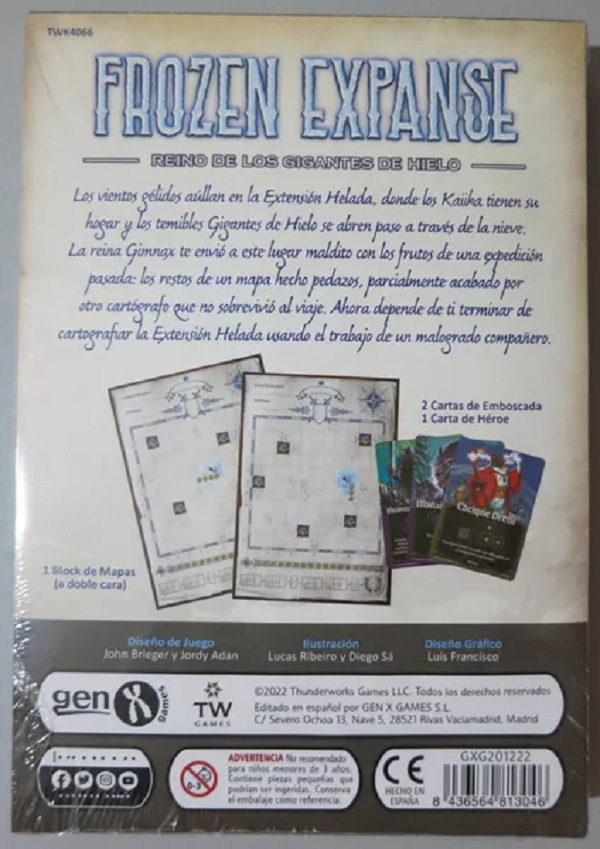 TWK4066
FROZEN EXPANSE
REINO DE LOS GIGANTES DE HIELO
Los vientos gélidos aúllan en la Extensión Helada, donde los Kaiika tienen su
hogar y los temibles Gigantes de Hielo se abren paso a través de la nieve.
La reina Gimnax te envió a este lugar maldito con los frutos de una expedición
pasada: los restos de un mapa hecho pedazos, parcialmente acabado por
otro cartógrafo que no sobrevivió al viaje. Ahora depende de ti terminar de
cartografiar la Extensión Helada usando el trabajo de un malogrado compañero.
2 Cartas de Emboscada
1 Carta de Héroe
Cacique Orelu
1 Block de Mapas
(a doble cara)
Diseño de Juego
John Brieger y Jordy Adan
Ilustración
Lucas Ribeiro y Diego Sá
Diseño Gráfico
Luis Francisco
gen X Games
TW
GAMES
©2022 Thunderworks Games LLC. Todos los derechos reservados
Editado en español por GEN X GAMES S.L.
C/ Severo Ochoa 13, Nave 5, 28521 Rivas Vaciamadrid, Madrid
0-3
ADVERTENCIA No recomendado
para niños menores de 3 años.
Contiene piezas pequeñas que
podrían ser ingeridas. Conserva
el embalaje como referencia.
CE
HECHO EN
ESPAÑA
GXG201222
8 436564 813046